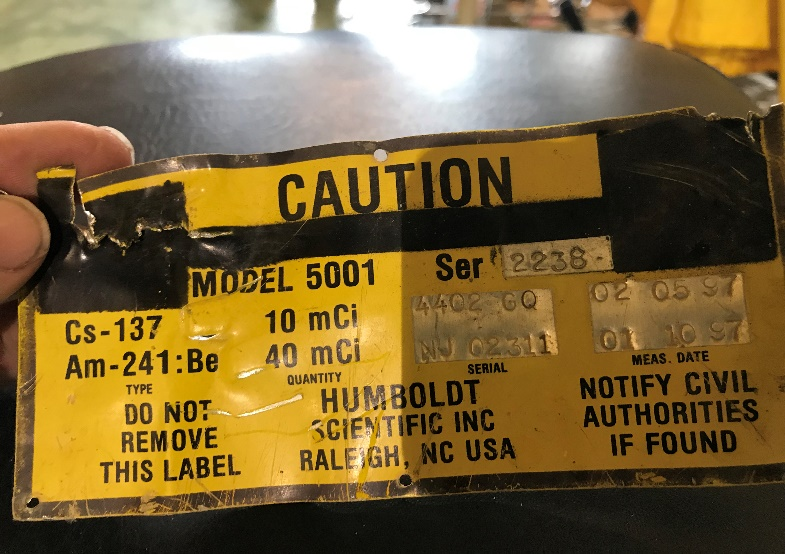 CAUTION
MODEL 5001
Ser 2238
Cs-137 10 mCi 4402 GQ 02 05 97
Am-241:Be 40 mCi NJ 02311 01 10 97
TYPE QUANTITY SERIAL MEAS. DATE
DO NOT
REMOVE
THIS LABEL
HUMBOLDT
SCIENTIFIC INC
RALEIGH, NC USA
NOTIFY CIVIL
AUTHORITIES
IF FOUND